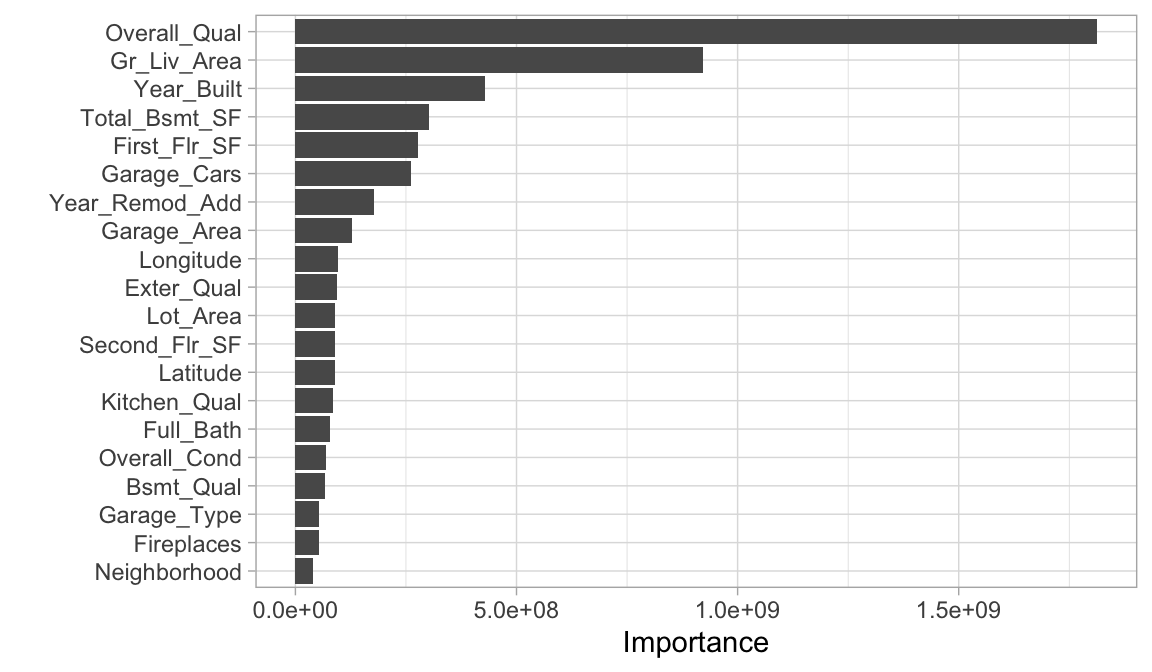 Overall_Qual
Gr_Liv_Area
Year_Built
Total_Bsmt_SF
First_Flr_SF
Garage_Cars
Year_Remod_Add
Garage_Area
Longitude
Exter_Qual
Lot_Area
Second_Flr_SF
Latitude
Kitchen_Qual
Full_Bath
Overall_Cond
Bsmt_Qual
Garage_Type
Fireplaces
Neighborhood
0.0e+00 5.0e+08 1.0e+09 1.5e+09
Importance